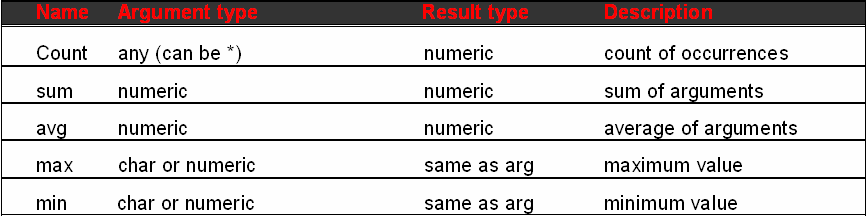 Name Argument type Result type Description
Count any (can be *) numeric count of occurrences
sum numeric numeric sum of arguments
avg numeric numeric average of arguments
max char or numeric same as arg maximum value
min char or numeric same as arg minimum value